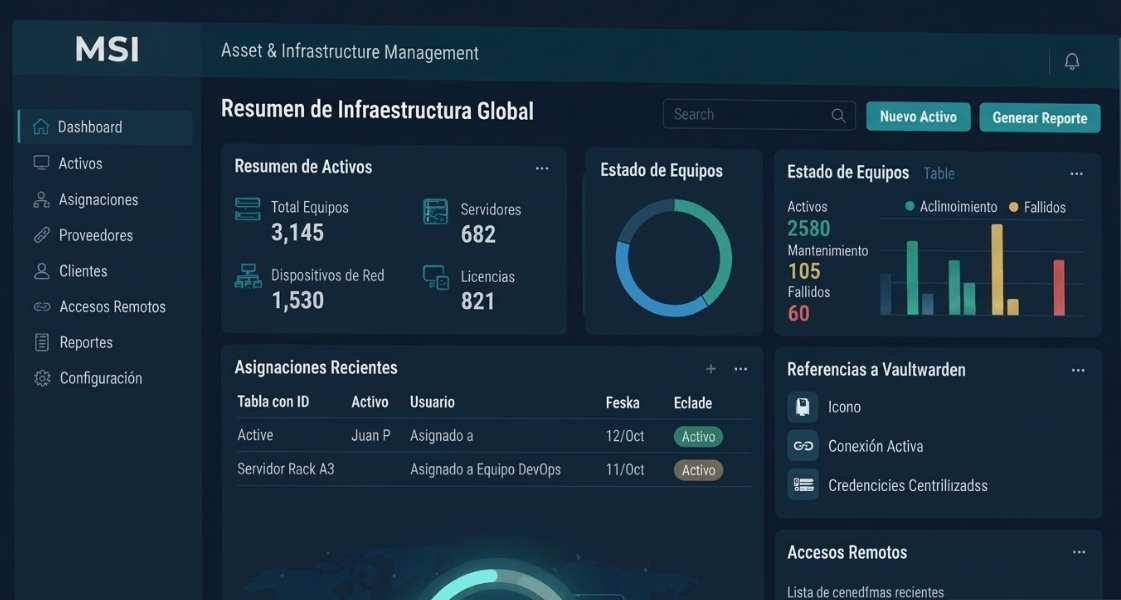 MSI
Asset & Infrastructure Management
Dashboard
Activos
Asignaciones
Proveedores
Clientes
Accesos Remotos
Reportes
Configuración
Resumen de Infraestructura Global
Search
Nuevo Activo
Generar Reporte
Resumen de Activos
Total Equipos
3,145
Servidores
682
Dispositivos de Red
1,530
Licencias
821
Estado de Equipos
Estado de Equipos Table
Activos
2580
Mantenimiento
105
Fallidos
60
Aclimoimiento Fallidos
Asignaciones Recientes
Tabla con ID Activo Usuario Feska Eclade
Active Juan P Asignado a 12/Oct Activo
Servidor Rack A3 Asignado a Equipo DevOps 11/Oct Activo
Referencias a Vaultwarden
Icono
Conexión Activa
Credencicies Centrilizadss
Accesos Remotos
Lista de cenedfmas recientes